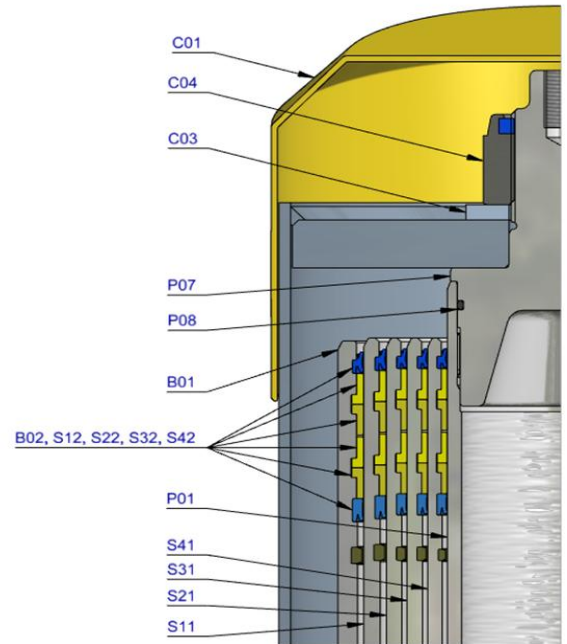 C01
C04
C03
P07
P08
B01
B02, S12, S22, S32, S42
P01
S41
S31
S21
S11